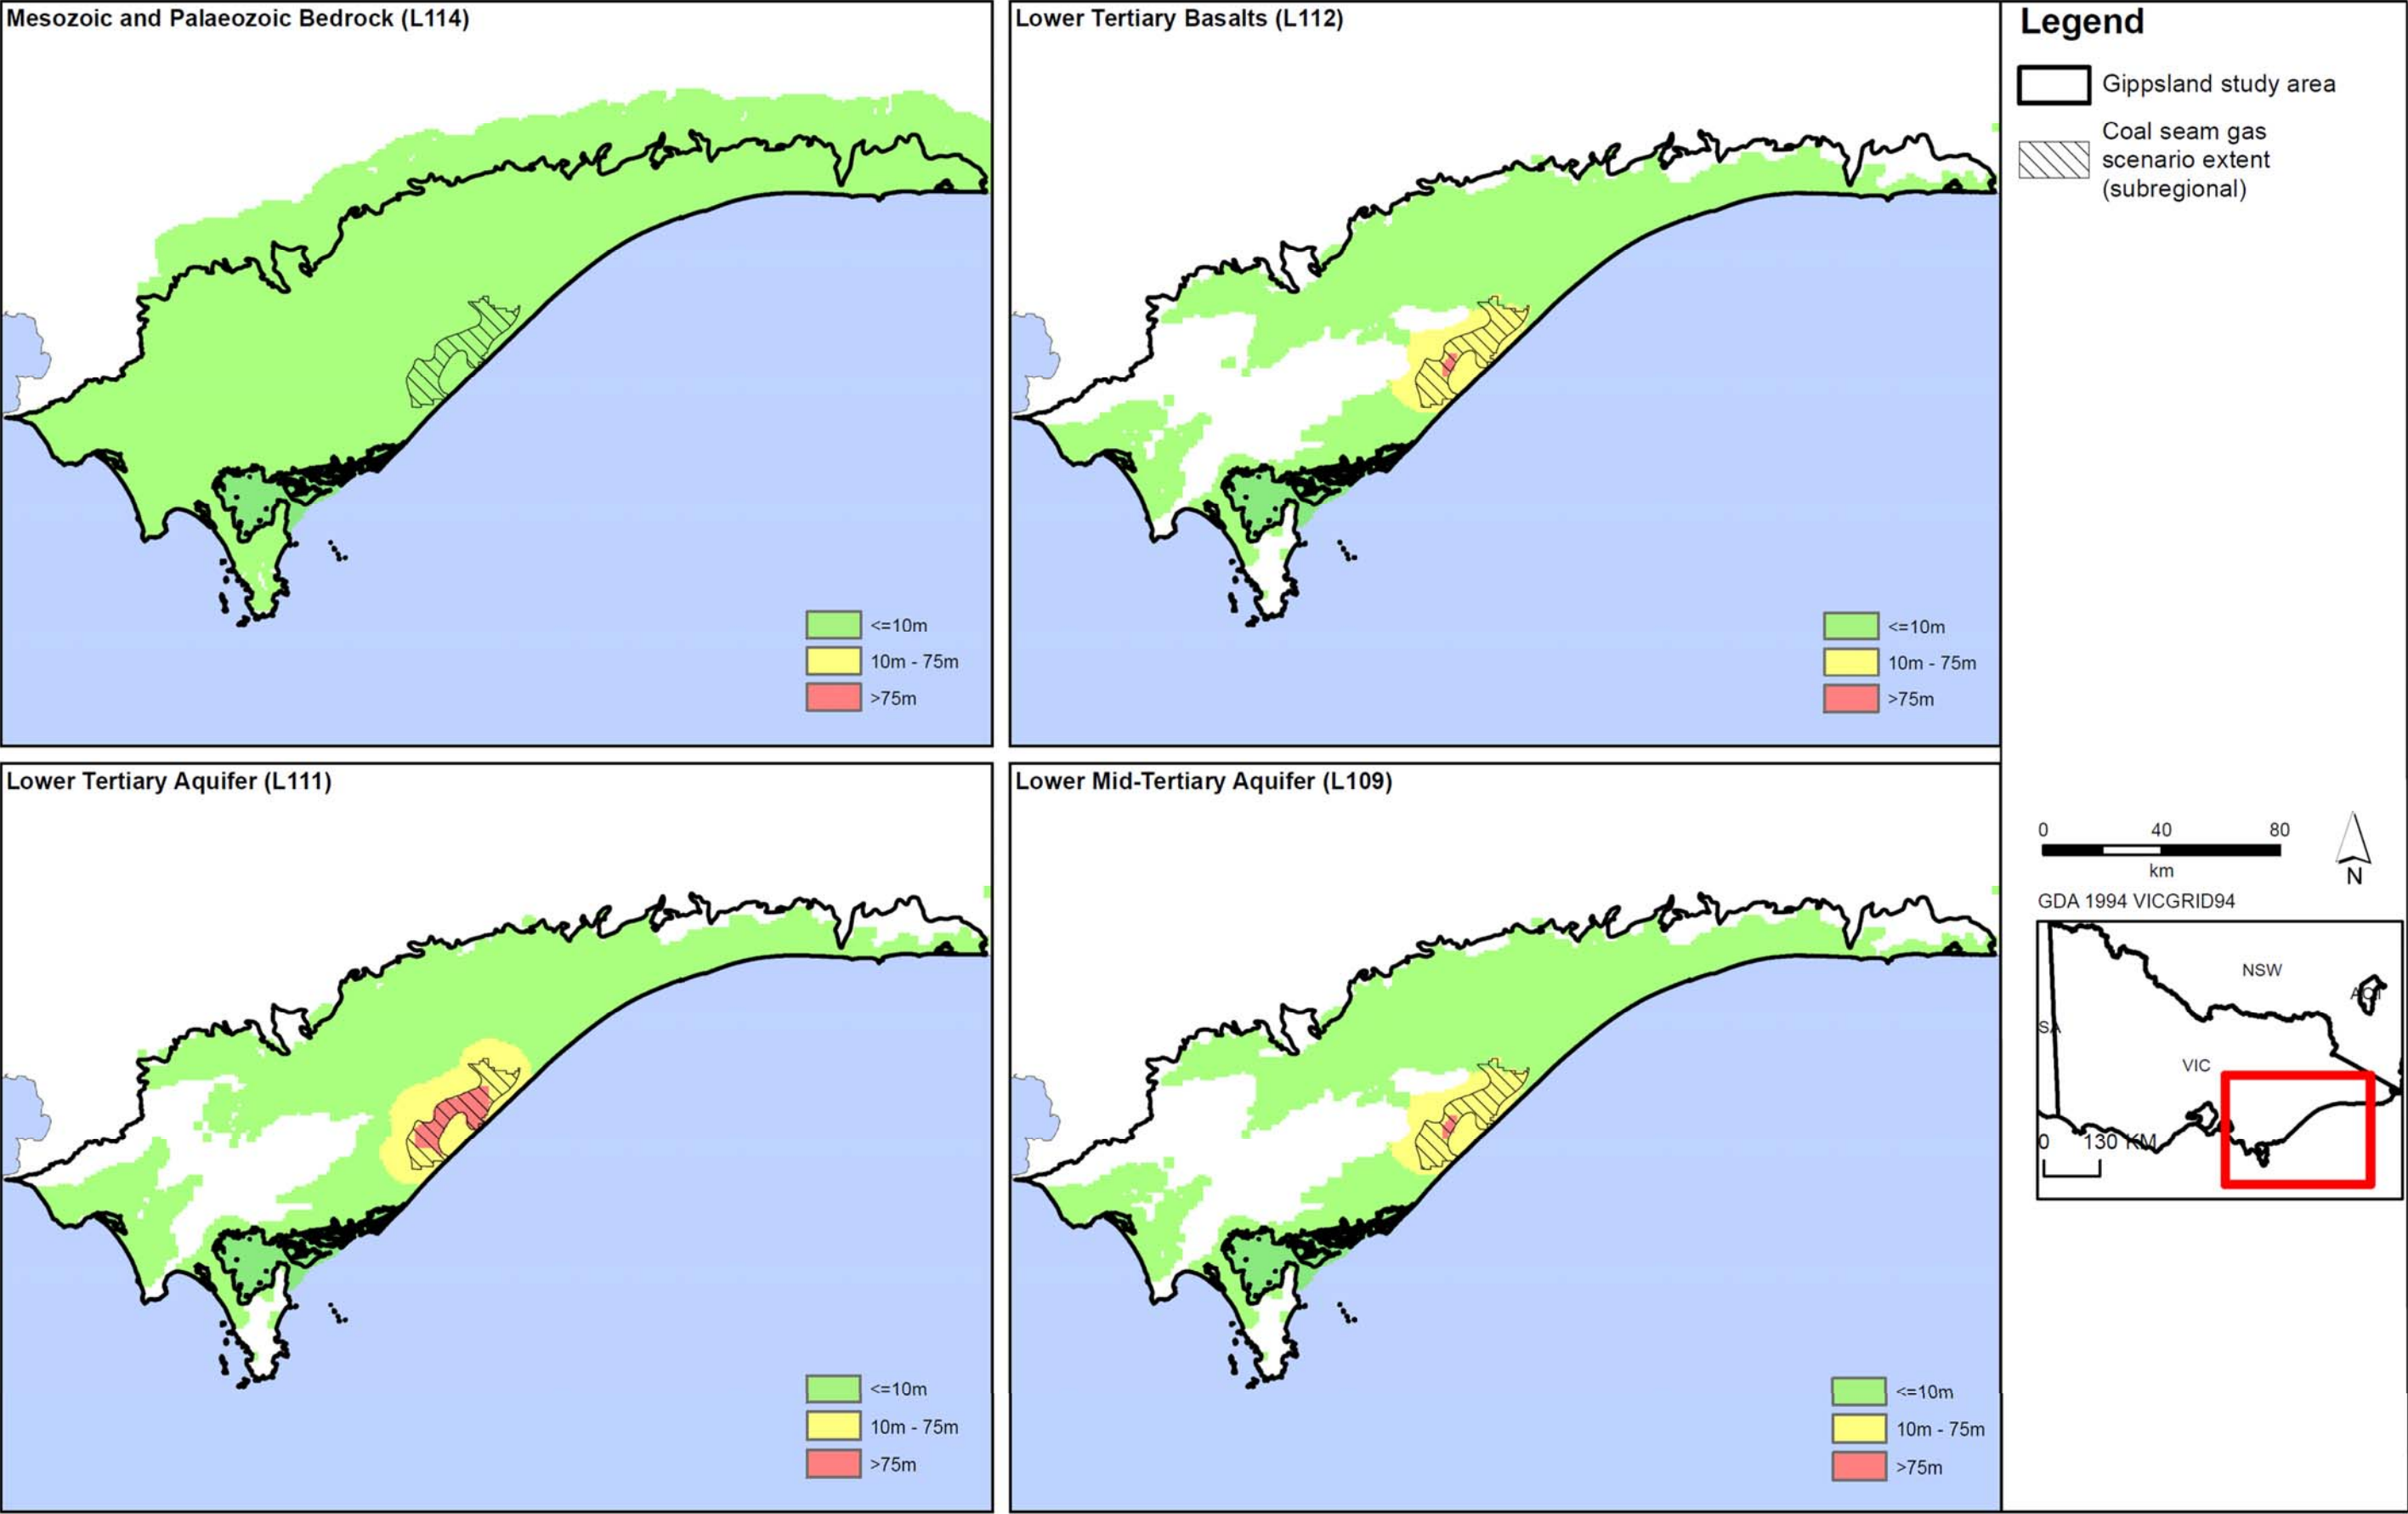 Mesozoic and Palaeozoic Bedrock (L114)
<=10m
10m - 75m
>75m
Lower Tertiary Basalts (L112)
<=10m
10m - 75m
>75m
Lower Tertiary Aquifer (L111)
<=10m
10m - 75m
>75m
Lower Mid-Tertiary Aquifer (L109)
<=10m
10m - 75m
>75m
Legend
Gippsland study area
Coal seam gas
scenario extent
(subregional)
0 40 80
km
N
GDA 1994 VICGRID94
NSW
ACT
SA
VIC
0 130 KM